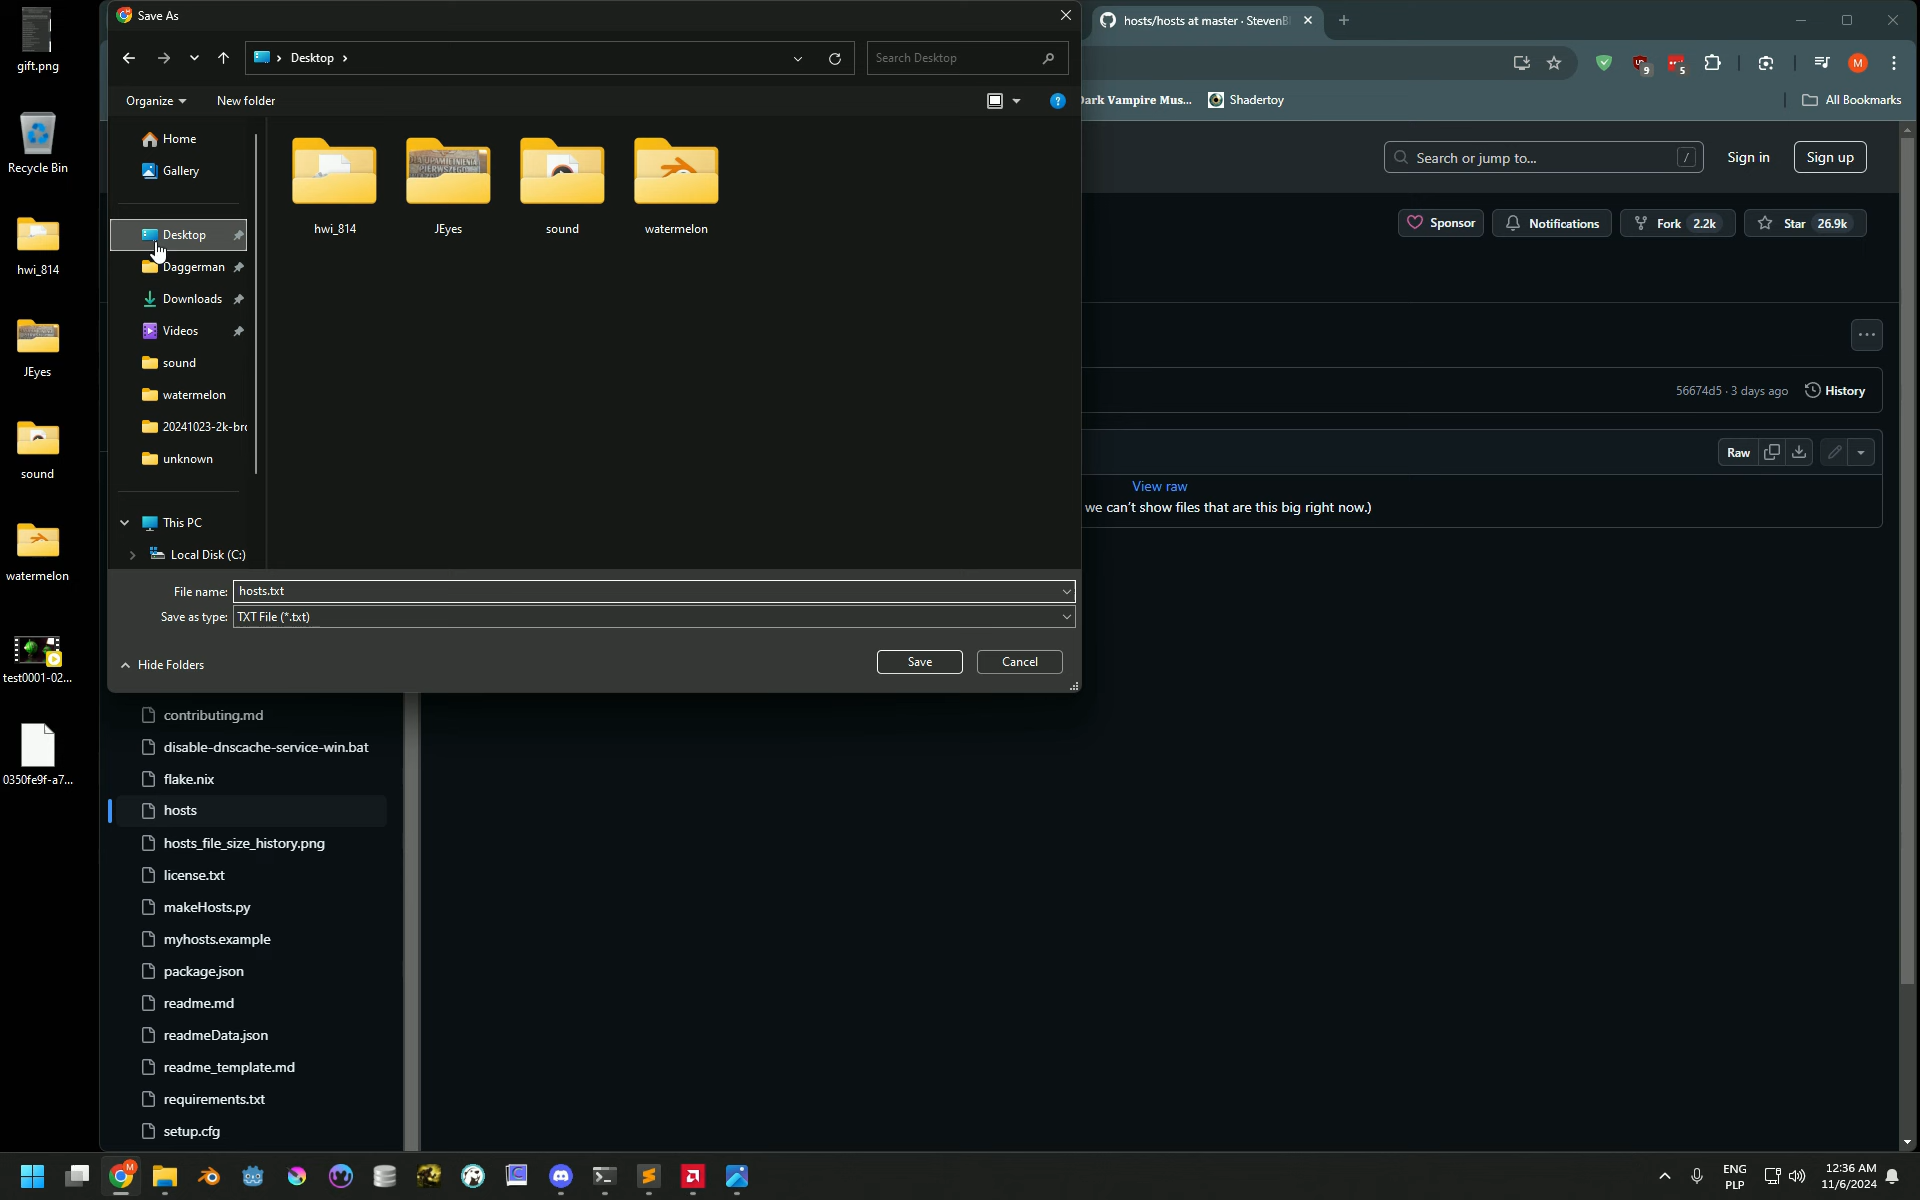 gift.png
Recycle Bin
hwi_814
JEyes
sound
watermelon
test0001-02...
0350fe9f-a7...
Save As
Desktop
Search Desktop
Organize
New folder
Home
Gallery
Desktop
Daggerman
Downloads
Videos
sound
watermelon
20241023-2k-bro
unknown
This PC
Local Disk (C:)
hwi_814
JEyes
sound
watermelon
File name: hosts.txt
Save as type: TXT File (*.txt)
Hide Folders
Save
Cancel
hosts/hosts at master · StevenB
9
5
M
Dark Vampire Mus...
Shadertoy
All Bookmarks
Search or jump to...
/
Sign in
Sign up
Sponsor
Notifications
Fork 2.2k
Star 26.9k
56674d5 · 3 days ago
History
Raw
View raw
we can't show files that are this big right now.)
contributing.md
disable-dnscache-service-win.bat
flake.nix
hosts
hosts_file_size_history.png
license.txt
makeHosts.py
myhosts.example
package.json
readme.md
readmeData.json
readme_template.md
requirements.txt
setup.cfg
ENG
PLP
12:36 AM
11/6/2024